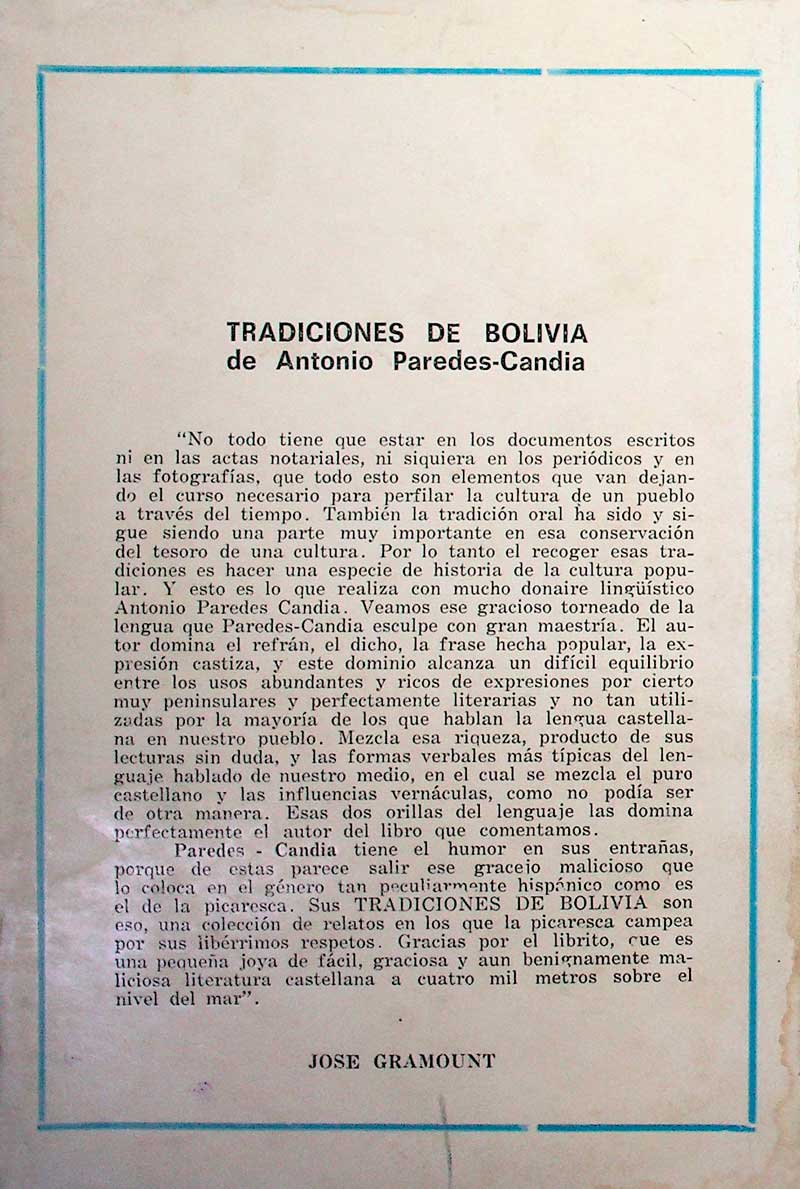 TRADICIONES DE BOLIVIA
de Antonio Paredes-Candia
"No todo tiene que estar en los documentos escritos
ni en las actas notariales, ni siquiera en los periódicos y en
las fotografías, que todo esto son elementos que van dejan-
do el curso necesario para perfilar la cultura de un pueblo
a través del tiempo. También la tradición oral ha sido y si-
gue siendo una parte muy importante en esa conservación
del tesoro de una cultura. Por lo tanto el recoger esas tra-
diciones es hacer una especie de historia de la cultura popu-
lar. Y esto es lo que realiza con mucho donaire lingüístico
Antonio Paredes Candia. Veamos ese gracioso torneado de la
lengua que Paredes-Candia esculpe con gran maestría. El au-
tor domina el refrán, el dicho, la frase hecha popular, la ex-
presión castiza, y este dominio alcanza un difícil equilibrio
entre los usos abundantes y ricos de expresiones por cierto
muy peninsulares y perfectamente literarias y no tan utili-
zadas por la mayoría de los que hablan la lengua castella-
na en nuestro pueblo. Mezcla esa riqueza, producto de sus
lecturas sin duda, y las formas verbales más típicas del len-
guaje hablado de nuestro medio, en el cual se mezcla el puro
castellano y las influencias vernáculas, como no podía ser
de otra manera. Esas dos orillas del lenguaje las domina
perfectamente el autor del libro que comentamos.
Paredes - Candia tiene el humor en sus entrañas,
porque de estas parece salir ese gracejo malicioso que
lo coloca en el género tan peculiarmente hispánico como es
el de la picaresca. Sus TRADICIONES DE BOLIVIA son
eso, una colección de relatos en los que la picaresca campea
por sus libérrimos respetos. Gracias por el librito, que es
una pequeña joya de fácil, graciosa y aun benignamente ma-
liciosa literatura castellana a cuatro mil metros sobre el
nivel del mar".
JOSE GRAMOUNT